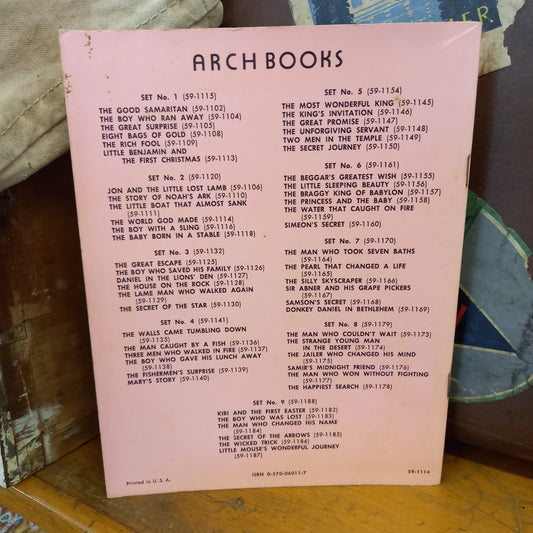 LER.
ARCH BOOKS
SET No. 1 (59-1115)
THE GOOD SAMARITAN (59-1102)
THE BOY WHO RAN AWAY (59-1104)
THE GREAT SURPRISE (59-1105)
EIGHT BAGS OF GOLD (59-1108)
THE RICH FOOL (59-1109)
LITTLE BENJAMIN AND
THE FIRST CHRISTMAS (59-1113)
SET No. 2 (59-1120)
JON AND THE LITTLE LOST LAMB (59-1106)
THE STORY OF NOAH'S ARK (59-1110)
THE LITTLE BOAT THAT ALMOST SANK
(59-1111)
THE WORLD GOD MADE (59-1114)
THE BOY WITH A SLING (59-1116)
THE BABY BORN IN A STABLE (59-1118)
SET No. 3 (59-1132)
THE GREAT ESCAPE (59-1125)
THE BOY WHO SAVED HIS FAMILY (59-1126)
DANIEL IN THE LIONS' DEN (59-1127)
THE HOUSE ON THE ROCK (59-1128)
THE LAME MAN WHO WALKED AGAIN
(59-1129)
THE SECRET OF THE STAR (59-1130)
SET No. 4 (59-1141)
THE WALLS CAME TUMBLING DOWN
(59-1135)
THE MAN CAUGHT BY A FISH (59-1136)
THREE MEN WHO WALKED IN FIRE (59-1137)
THE BOY WHO GAVE HIS LUNCH AWAY
(59-1138)
THE FISHERMEN'S SURPRISE (59-1139)
MARY'S STORY (59-1140)
SET No. 5 (59-1154)
THE MOST WONDERFUL KING (59-1145)
THE KING'S INVITATION (59-1146)
THE GREAT PROMISE (59-1147)
THE UNFORGIVING SERVANT (59-1148)
TWO MEN IN THE TEMPLE (59-1149)
THE SECRET JOURNEY (59-1150)
SET No. 6 (59-1161)
THE BEGGAR'S GREATEST WISH (59-1155)
THE LITTLE SLEEPING BEAUTY (59-1156)
THE BRAGGY KING OF BABYLON (59-1157)
THE PRINCESS AND THE BABY (59-1158)
THE WATER THAT CAUGHT ON FIRE
(59-1159)
SIMEON'S SECRET (59-1160)
SET No. 7 (59-1170)
THE MAN WHO TOOK SEVEN BATHS
(59-1164)
THE PEARL THAT CHANGED A LIFE
(59-1165)
THE SILLY SKYSCRAPER (59-1166)
SIR ABNER AND HIS GRAPE PICKERS
(59-1167)
SAMSON'S SECRET (59-1168)
DONKEY DANIEL IN BETHLEHEM (59-1169)
SET No. 8 (59-1179)
THE MAN WHO COULDN'T WAIT (59-1173)
THE STRANGE YOUNG MAN
IN THE DESERT (59-1174)
THE JAILER WHO CHANGED HIS MIND
(59-1175)
SAMIR'S MIDNIGHT FRIEND (59-1176)
THE MAN WHO WON WITHOUT FIGHTING
(59-1177)
THE HAPPIEST SEARCH (59-1178)
SET No. 9 (59-1188)
KIRI AND THE FIRST EASTER (59-1182)
THE BOY WHO WAS LOST (59-1183)
THE MAN WHO CHANGED HIS NAME
(59-1184)
THE SECRET OF THE ARROWS (59-1185)
THE WICKED TRICK (59-1186)
LITTLE MOUSE'S WONDERFUL JOURNEY
(59-1187)
Printed in U. S. A.
ISBN 0-570-06011-7
59-1114